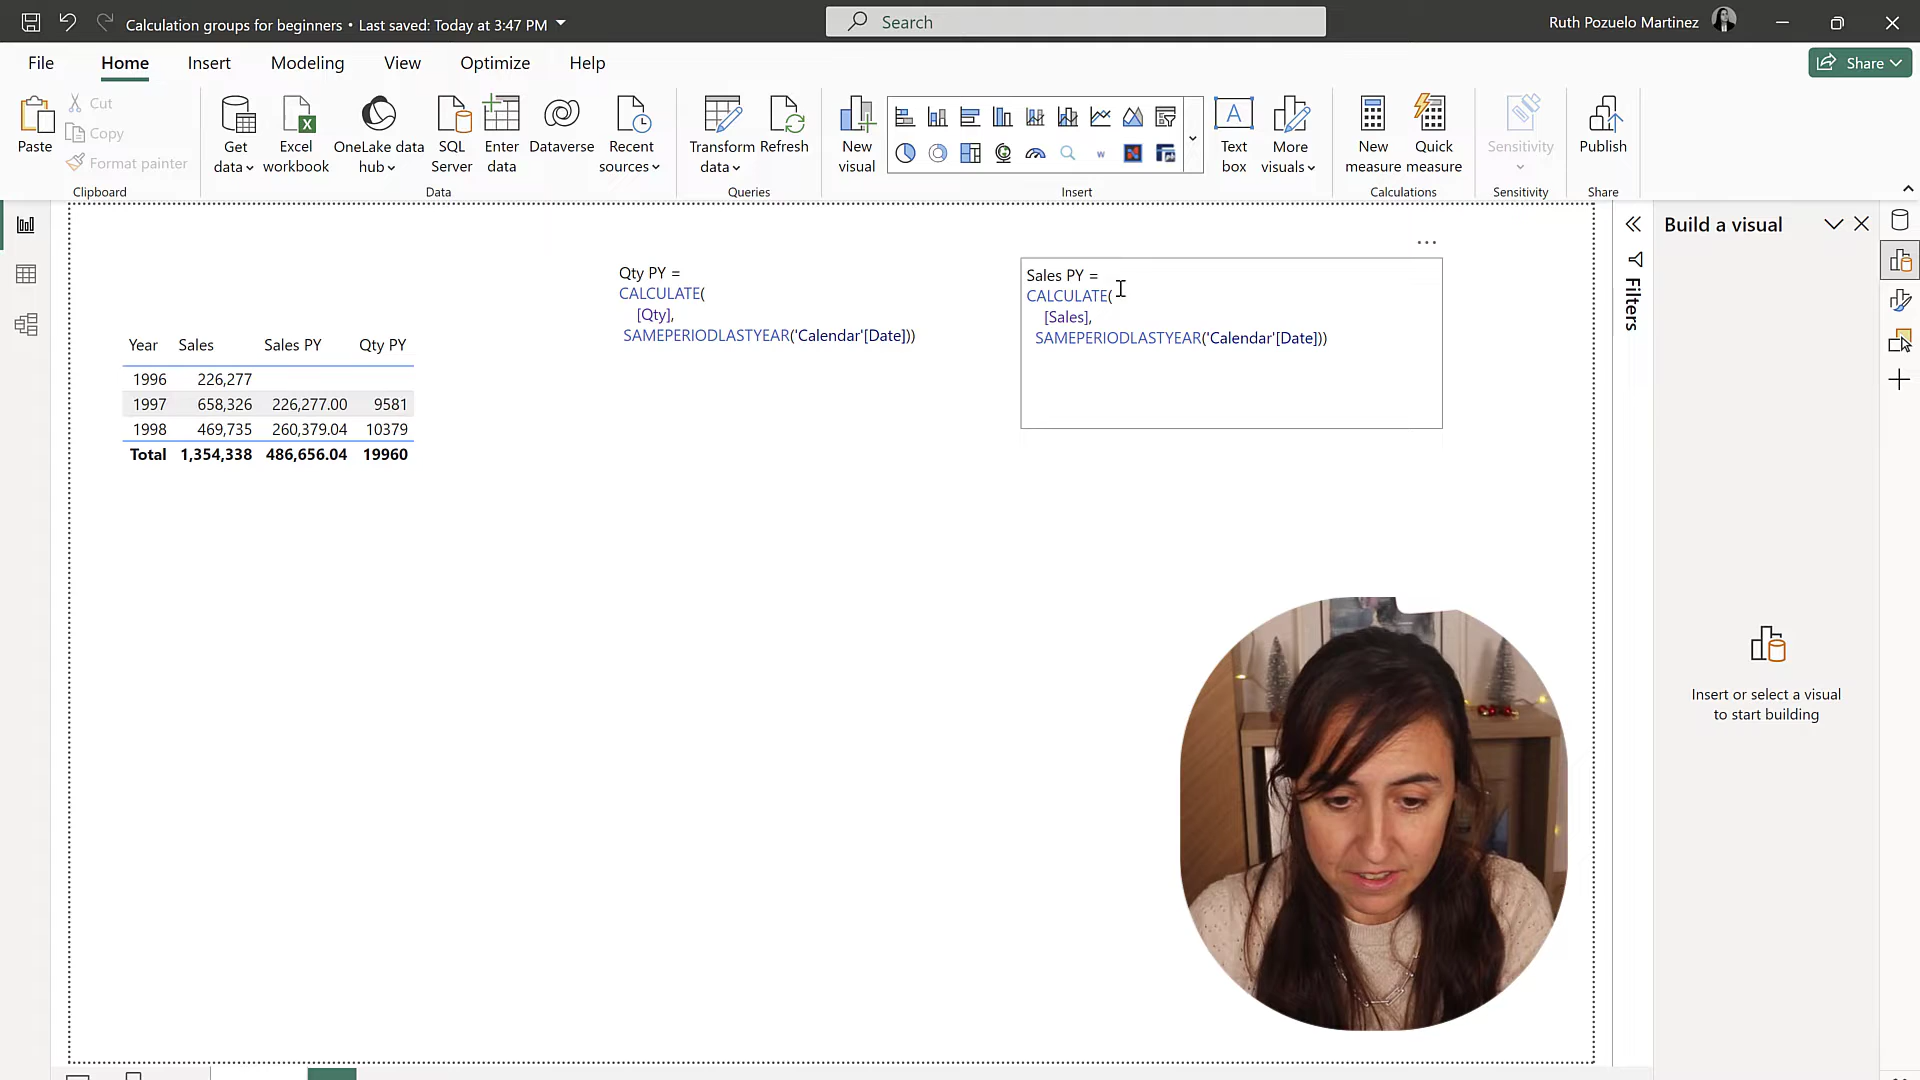 Calculation groups for beginners • Last saved: Today at 3:47 PM
Search
Ruth Pozuelo Martinez
File
Home
Insert
Modeling
View
Optimize
Help
Share
Paste
Cut
Copy
Format painter
Clipboard
Get data
Excel workbook
OneLake data hub
SQL Server
Enter data
Dataverse
Recent sources
Data
Transform data
Refresh
Queries
New visual
Text box
More visuals
Insert
New measure
Quick measure
Calculations
Sensitivity
Sensitivity
Publish
Share
Year Sales Sales PY Qty PY
1996 226,277
1997 658,326 226,277.00 9581
1998 469,735 260,379.04 10379
Total 1,354,338 486,656.04 19960
Qty PY =
CALCULATE(
[Qty],
SAMEPERIODLASTYEAR('Calendar'[Date]))
Sales PY =
CALCULATE(
[Sales],
SAMEPERIODLASTYEAR('Calendar'[Date]))
Filters
Build a visual
Insert or select a visual
to start building